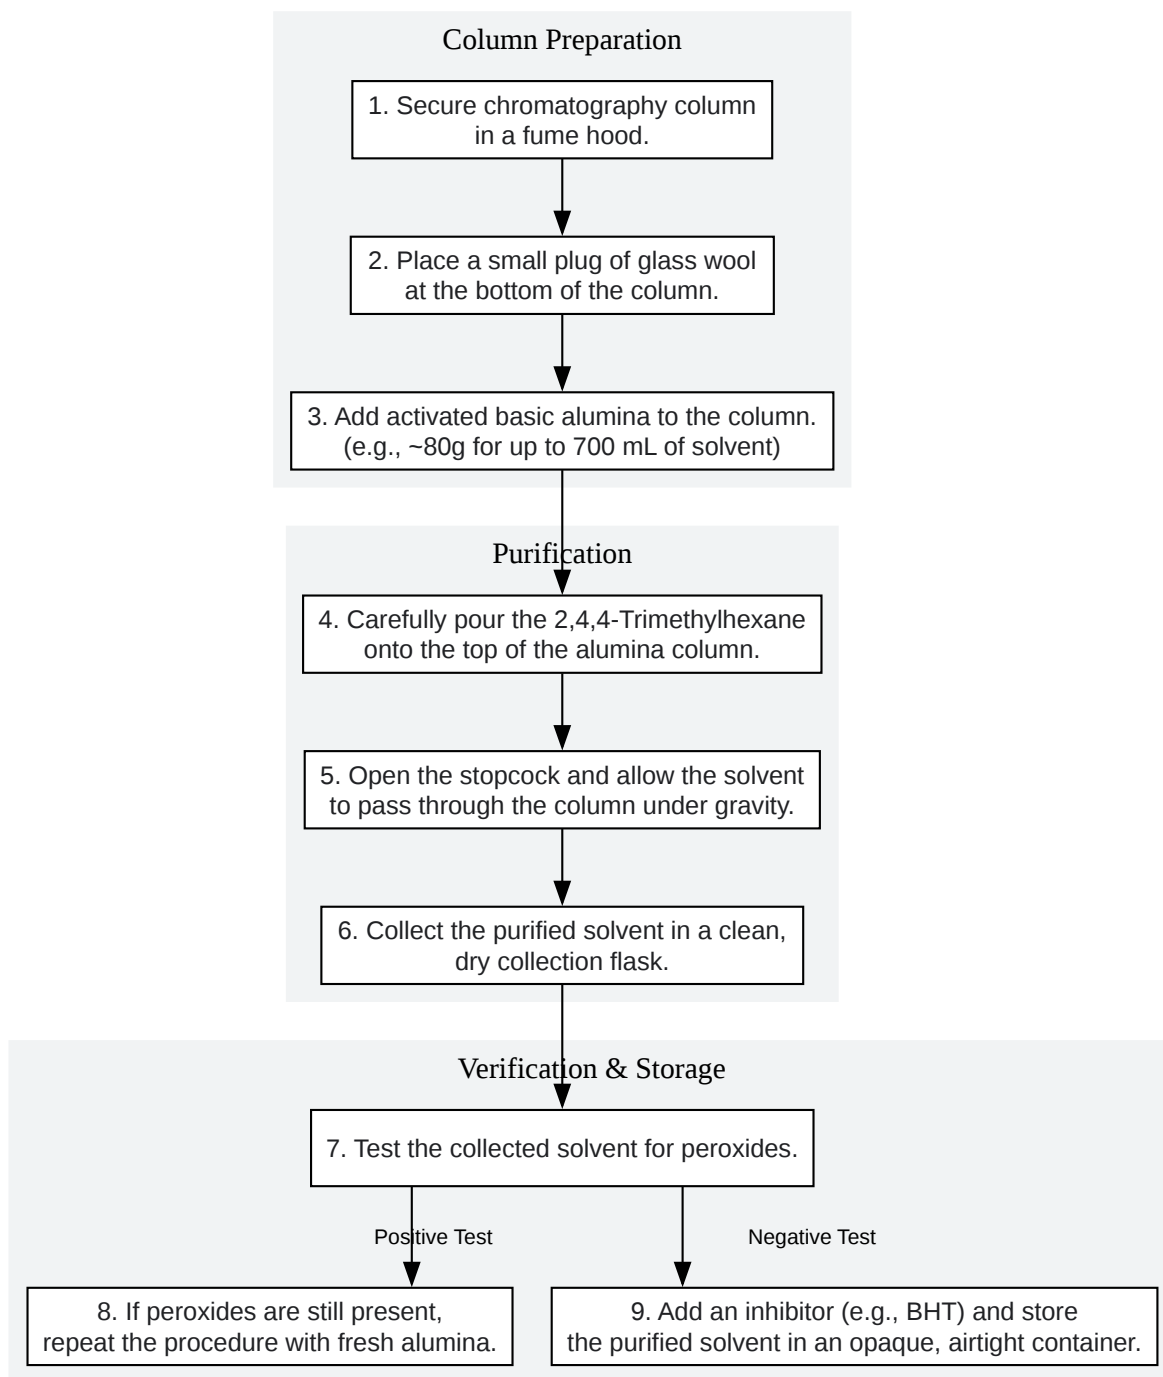 Column Preparation
1. Secure chromatography column
in a fume hood.
2. Place a small plug of glass wool
at the bottom of the column.
3. Add activated basic alumina to the column.
(e.g., ~80g for up to 700 mL of solvent)
Purification
4. Carefully pour the 2,4,4-Trimethylhexane
onto the top of the alumina column.
5. Open the stopcock and allow the solvent
to pass through the column under gravity.
6. Collect the purified solvent in a clean,
dry collection flask.
Verification & Storage
7. Test the collected solvent for peroxides.
Positive Test
Negative Test
8. If peroxides are still present,
repeat the procedure with fresh alumina.
9. Add an inhibitor (e.g., BHT) and store
the purified solvent in an opaque, airtight container.